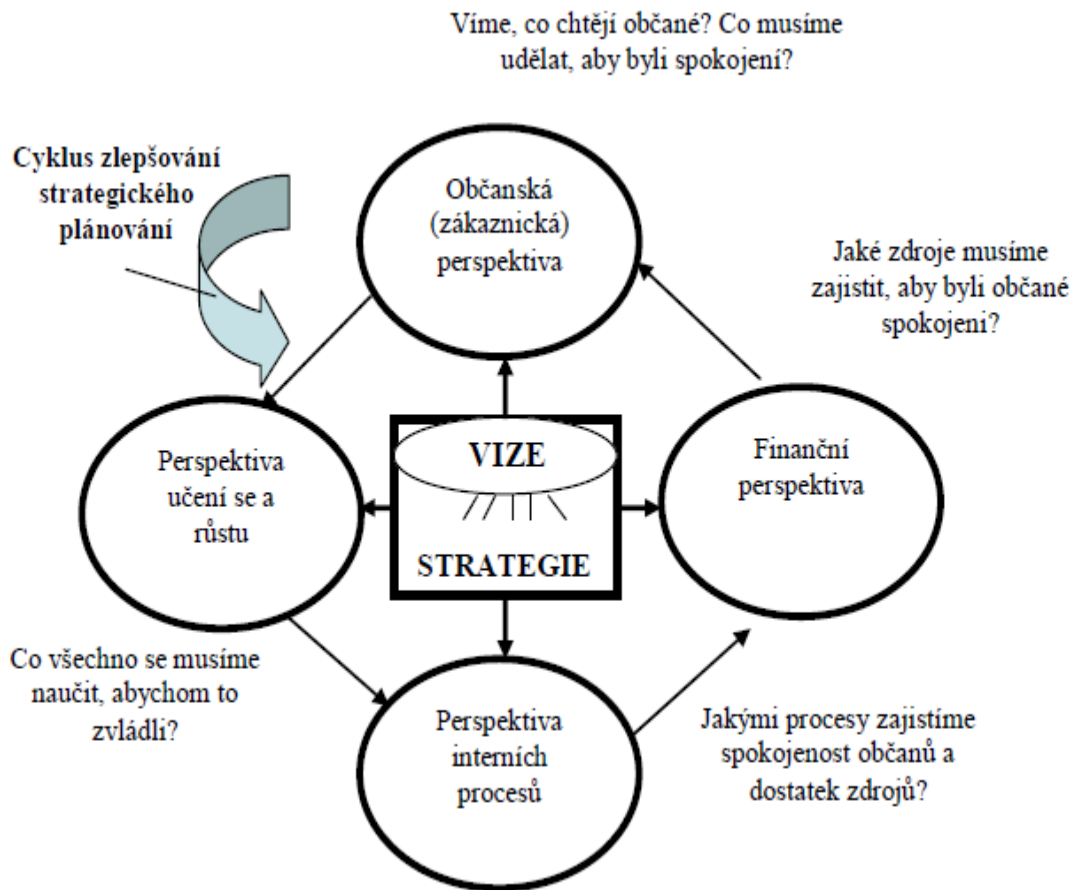 Víme, co chtějí občané? Co musíme
udělat, aby byli spokojení?
Cyklus zlepšování
strategického
plánování
Občanská
(zákaznická)
perspektiva
Jaké zdroje musíme
zajistit, aby byli občané
spokojeni?
Perspektiva
učení se a
růstu
VIZE
STRATEGIE
Finanční
perspektiva
Co všechno se musíme
naučit, abychom to
zvládli?
Perspektiva
interních
procesů
Jakými procesy zajistíme
spokojenost občanů a
dostatek zdrojů?